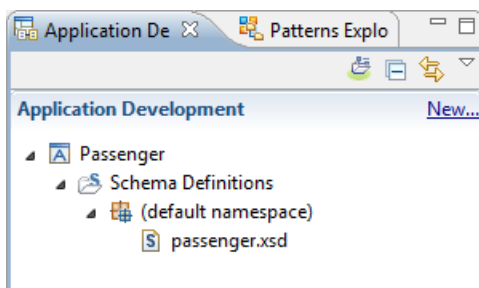 Application De Patterns Explo
Application Development New...
Passenger
Schema Definitions
(default namespace)
passenger.xsd